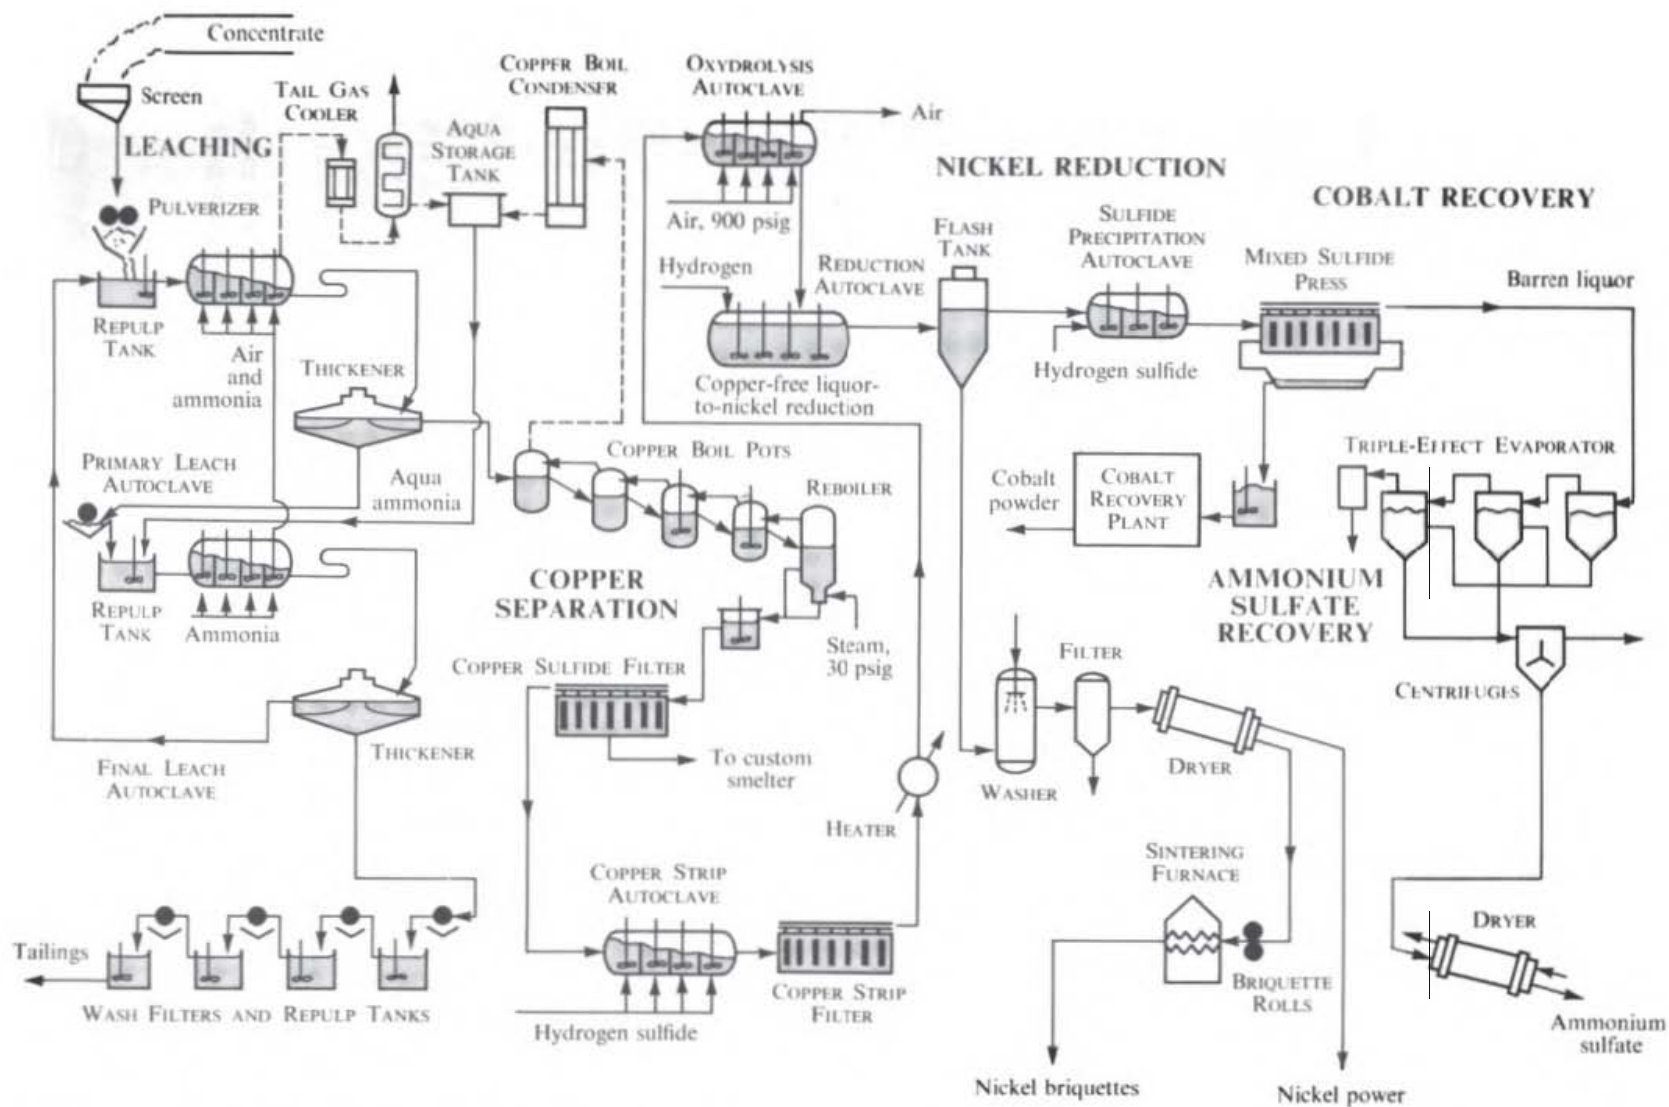 Concentrate
Screen
LEACHING
PULVERIZER
REPULP
TANK
Air
and
ammonia
TAIL GAS
COOLER
AQUA
STORAGE
TANK
COPPER BOIL
CONDENSER
THICKENER
PRIMARY LEACH
AUTOCLAVE
Aqua
ammonia
REPULP
TANK
Ammonia
THICKENER
FINAL LEACH
AUTOCLAVE
Tailings
WASH FILTERS AND REPULP TANKS
OXYDROLYSIS
AUTOCLAVE
Air
Air, 900 psig
Hydrogen
REDUCTION
AUTOCLAVE
Copper-free liquor-
to-nickel reduction
COPPER BOIL POTS
REBOILER
COPPER
SEPARATION
Steam,
30 psig
COPPER SULFIDE FILTER
To custom
smelter
HEATER
COPPER STRIP
AUTOCLAVE
Hydrogen sulfide
COPPER STRIP
FILTER
NICKEL REDUCTION
FLASH
TANK
SULFIDE
PRECIPITATION
AUTOCLAVE
Hydrogen sulfide
COBALT RECOVERY
MIXED SULFIDE
PRESS
Barren liquor
Cobalt
powder
COBALT
RECOVERY
PLANT
TRIPLE-EFFECT EVAPORATOR
AMMONIUM
SULFATE
RECOVERY
CENTRIFUGES
WASHER
FILTER
DRYER
SINTERING
FURNACE
BRIQUETTE
ROLLS
Nickel briquettes
Nickel power
DRYER
Ammonium
sulfate